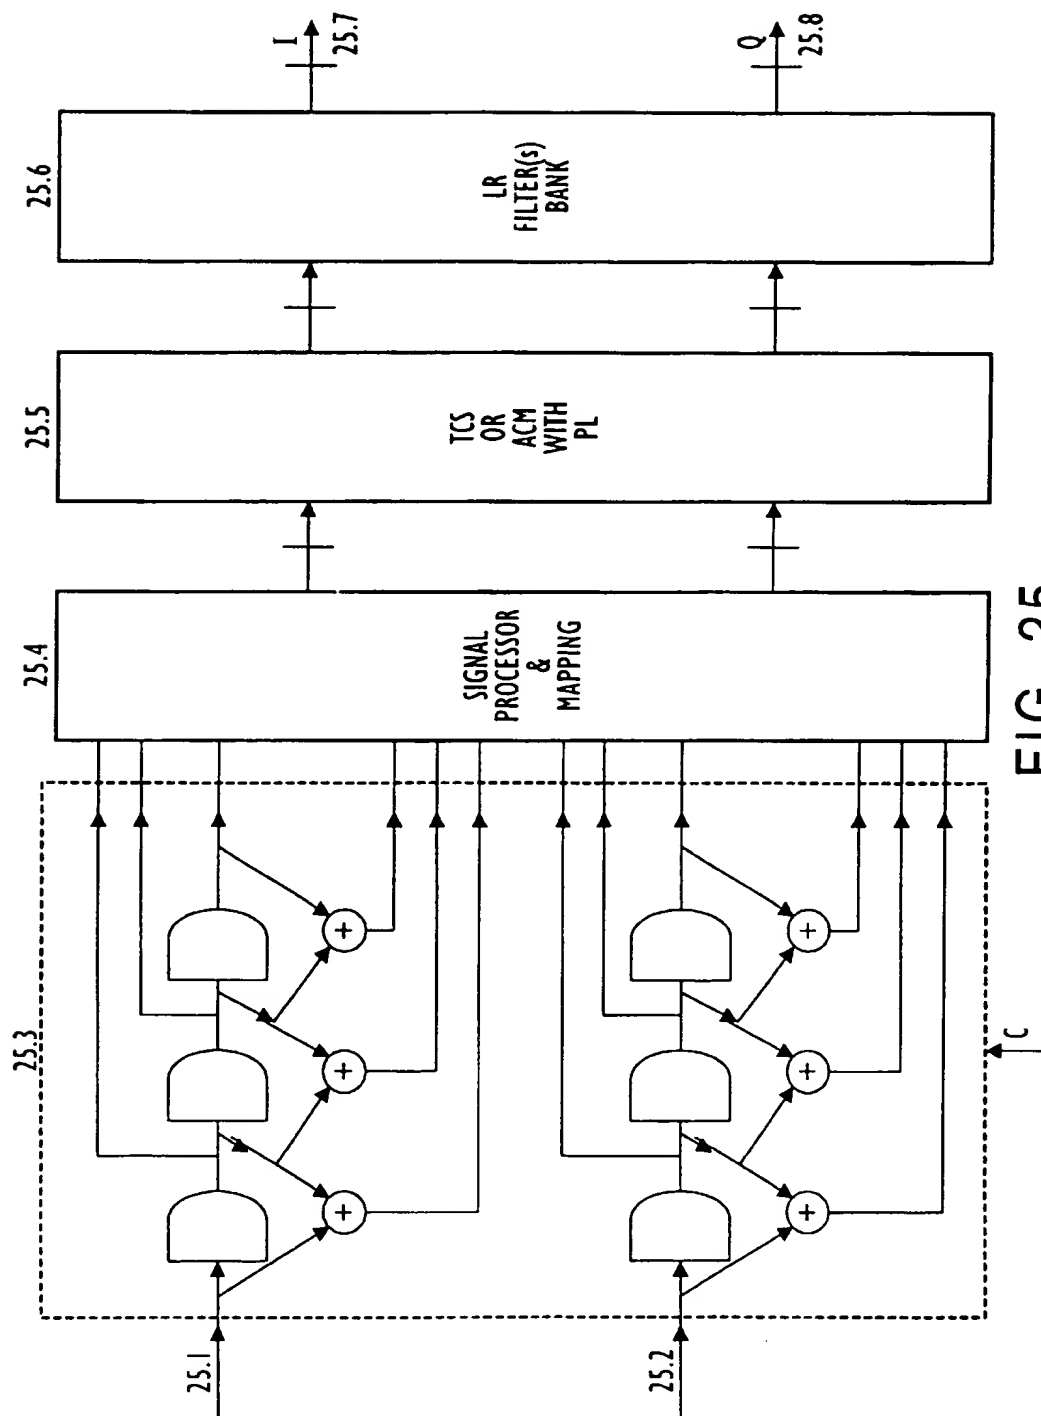 25.1
25.2
25.3
C
+
+
+
+
+
+
25.4
SIGNAL
PROCESSOR
&
MAPPING
25.5
TCS
OR
ACM
WITH
PL
25.6
LR
FILTER(s)
BANK
I
25.7
Q
25.8
FIG. 25